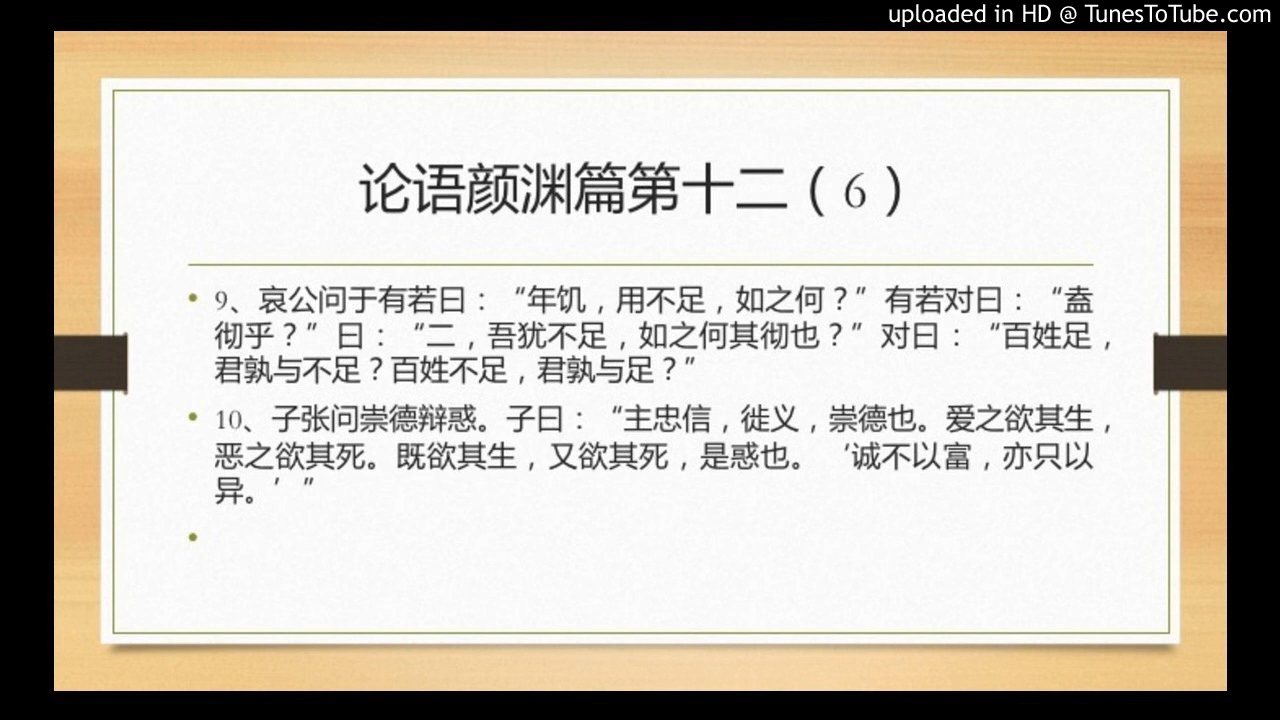 uploaded in HD @ TunesToTube.com
论语颜渊篇第十二（6）
• 9、哀公问于有若曰：“年饥，用不足，如之何？”有若对曰：“盍
彻乎？”曰：“二，吾犹不足，如之何其彻也？”对曰：“百姓足，
君孰与不足？百姓不足，君孰与足？”
• 10、子张问崇德辩惑。子曰：“主忠信，徙义，崇德也。爱之欲其生，
恶之欲其死。既欲其生，又欲其死，是惑也。 ‘诚不以富，亦只以
异。’”